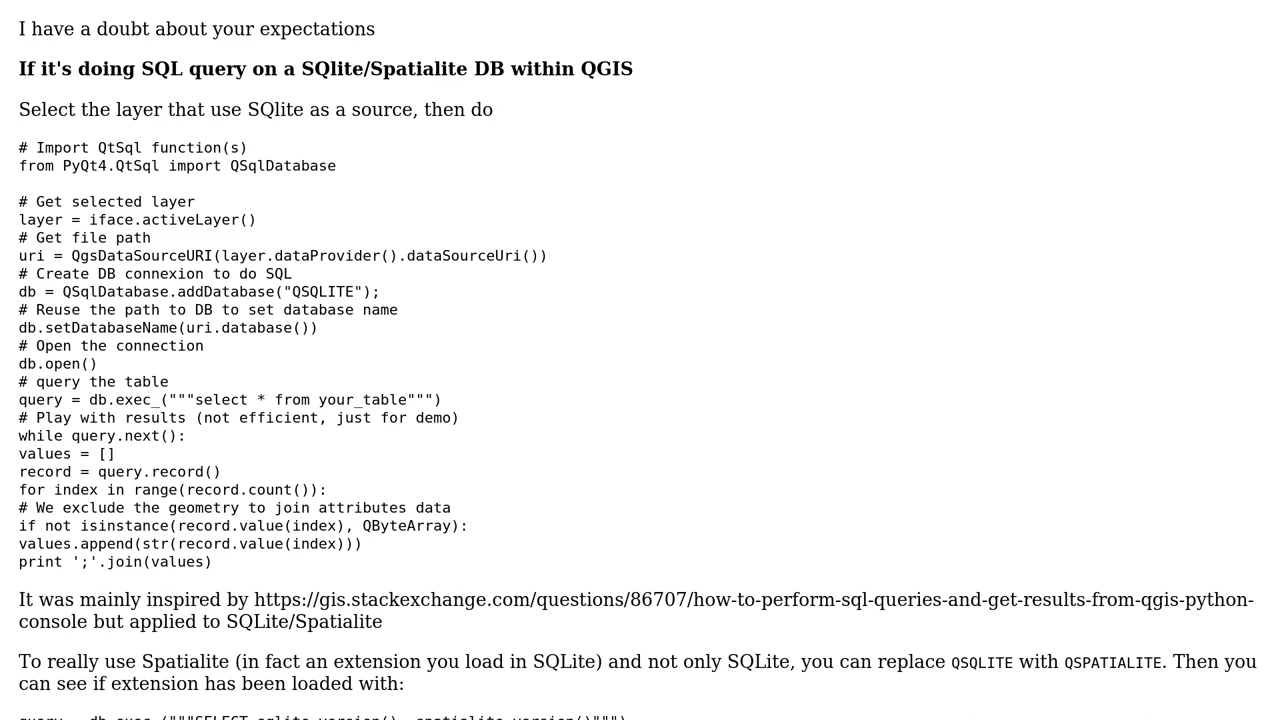 I have a doubt about your expectations
If it's doing SQL query on a SQlite/Spatialite DB within QGIS
Select the layer that use SQlite as a source, then do
# Import QtSql function(s)
from PyQt4.QtSql import QSqlDatabase
# Get selected layer
layer = iface.activeLayer()
# Get file path
uri = QgsDataSourceURI(layer.dataProvider().dataSourceUri())
# Create DB connexion to do SQL
db = QSqlDatabase.addDatabase("QSQLITE");
# Reuse the path to DB to set database name
db.setDatabaseName(uri.database())
# Open the connection
db.open()
# query the table
query = db.exec_("""select * from your_table""")
# Play with results (not efficient, just for demo)
while query.next():
values = []
record = query.record()
for index in range(record.count()):
# We exclude the geometry to join attributes data
if not isinstance(record.value(index), QByteArray):
values.append(str(record.value(index)))
print ';'.join(values)
It was mainly inspired by https://gis.stackexchange.com/questions/86707/how-to-perform-sql-queries-and-get-results-from-qgis-python-
console but applied to SQLite/Spatialite
To really use Spatialite (in fact an extension you load in SQLite) and not only SQLite, you can replace QSQLITE with QSPATIALITE. Then you
can see if extension has been loaded with:
query = db.exec_("""SELECT sqlite_version(), spatialite_version()""")